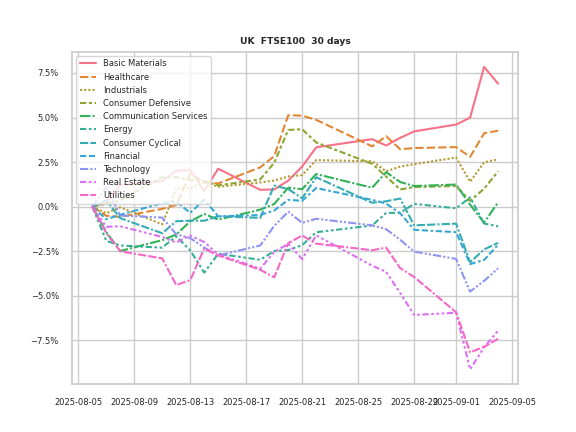 UK  FTSE100  30 days
7.5%
5.0%
2.5%
0.0%
−2.5%
−5.0%
−7.5%
Basic Materials
Healthcare
Industrials
Consumer Defensive
Communication Services
Energy
Consumer Cyclical
Financial
Technology
Real Estate
Utilities
2025-08-05 2025-08-09 2025-08-13 2025-08-17 2025-08-21 2025-08-25 2025-08-29 2025-09-01 2025-09-05